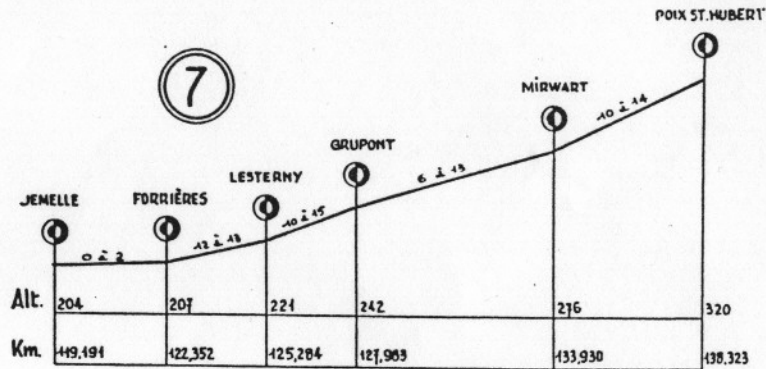 POIX ST. HUBERT
7
MIRWART
10 à 14
GRUPONT
6 à 13
LESTERNY
10 à 15
JEMELLE FORRIÈRES
12 à 13
0 à 2
Alt. 204 207 221 242 276 320
Km. 119,191 122,352 125,284 127,983 133,930 138,323